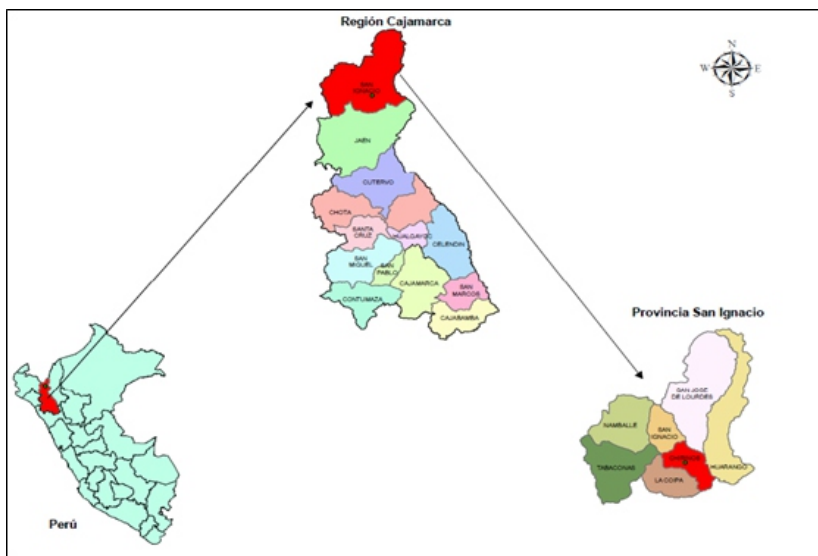 Región Cajamarca
N
W
E
S
SAN
IGNACIO
JAEN
CUTERVO
CHOTA
SANTA
CRUZ
HUALGAYOC
CELENDIN
SAN
MIGUEL
SAN
PABLO
CAJAMARCA
SAN
MARCOS
CONTUMAZA
CAJABAMBA
Provincia San Ignacio
SAN JOSE
DE LOURDES
NAMBALLE
SAN
IGNACIO
CHIRINOS
HUARANGO
TABACONAS
LA COIPA
Perú